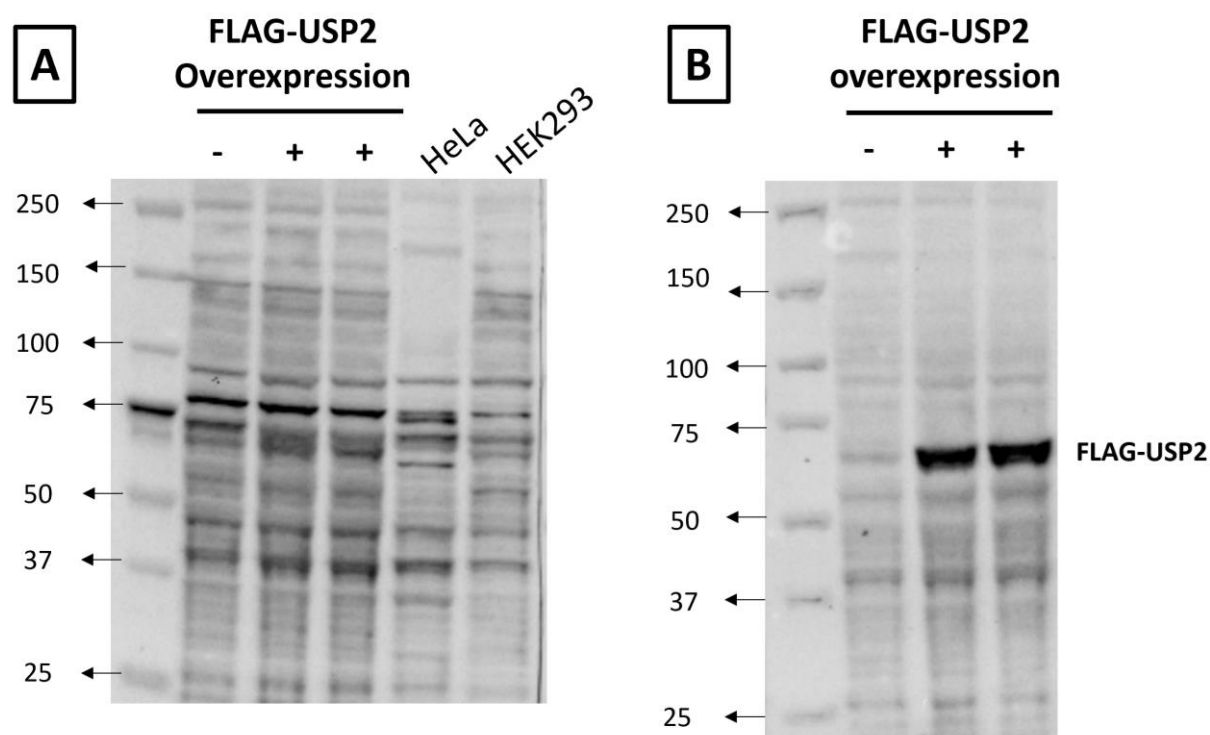 A
FLAG-USP2
Overexpression
- + + HeLa HEK293
250
150
100
75
50
37
25
B
FLAG-USP2
overexpression
- + +
250
150
100
75
50
37
25
FLAG-USP2